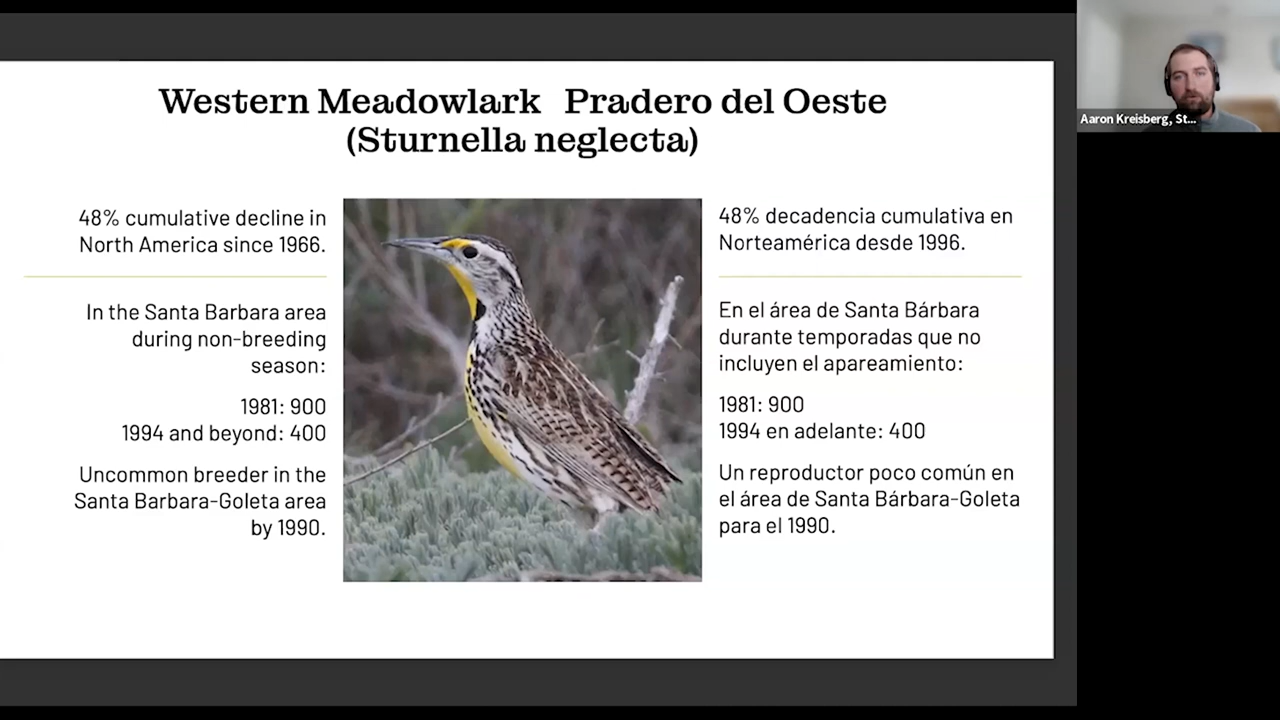 Western Meadowlark Pradero del Oeste
(Sturnella neglecta)
48% cumulative decline in
North America since 1966.
In the Santa Barbara area
during non-breeding
season:
1981: 900
1994 and beyond: 400
Uncommon breeder in the
Santa Barbara-Goleta area
by 1990.
48% decadencia cumulativa en
Norteamérica desde 1996.
En el área de Santa Bárbara
durante temporadas que no
incluyen el apareamiento:
1981: 900
1994 en adelante: 400
Un reproductor poco común en
el área de Santa Bárbara-Goleta
para el 1990.
Aaron Kreisberg, St...